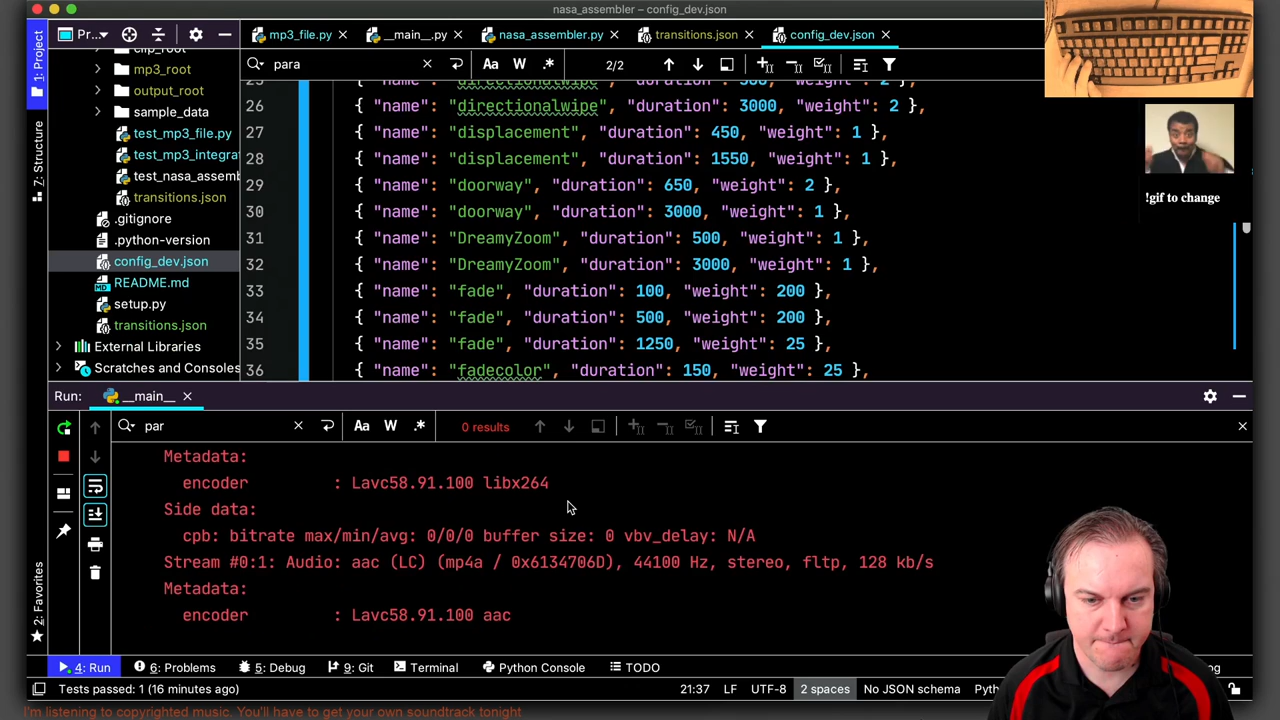 nasa_assembler – config_dev.json
1: Project
Pr...
mp3_file.py
__main__.py
nasa_assembler.py
transitions.json
config_dev.json
clip_root
mp3_root
output_root
sample_data
test_mp3_file.py
test_mp3_integra
test_nasa_assemb
transitions.json
.gitignore
.python-version
config_dev.json
README.md
setup.py
transitions.json
External Libraries
Scratches and Consoles
7: Structure
2: Favorites
para
Aa W .*
2/2
26 { "name": "directionalwipe", "duration": 3000, "weight": 2 },
27 { "name": "displacement", "duration": 450, "weight": 1 },
28 { "name": "displacement", "duration": 1550, "weight": 1 },
29 { "name": "doorway", "duration": 650, "weight": 2 },
30 { "name": "doorway", "duration": 3000, "weight": 1 },
31 { "name": "DreamyZoom", "duration": 500, "weight": 1 },
32 { "name": "DreamyZoom", "duration": 3000, "weight": 1 },
33 { "name": "fade", "duration": 100, "weight": 200 },
34 { "name": "fade", "duration": 500, "weight": 200 },
35 { "name": "fade", "duration": 1250, "weight": 25 },
36 { "name": "fadecolor", "duration": 150, "weight": 25 },
!gif to change
Run: __main__
par
Aa W .*
0 results
Metadata:
encoder : Lavc58.91.100 libx264
Side data:
cpb: bitrate max/min/avg: 0/0/0 buffer size: 0 vbv_delay: N/A
Stream #0:1: Audio: aac (LC) (mp4a / 0x6134706D), 44100 Hz, stereo, fltp, 128 kb/s
Metadata:
encoder : Lavc58.91.100 aac
4: Run
6: Problems
5: Debug
9: Git
Terminal
Python Console
TODO
Tests passed: 1 (16 minutes ago)
21:37 LF UTF-8 2 spaces No JSON schema Pyth
I'm listening to copyrighted music. You'll have to get your own soundtrack tonight